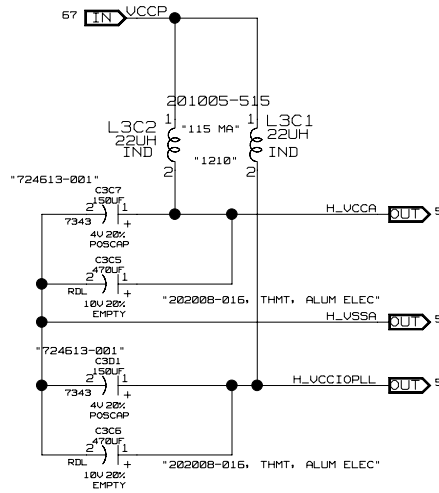 67 IN VCCP
201005-515
1 "115 MA" 1
L3C2 L3C1
22UH 22UH
IND "1210" IND
2 2
"724613-001"
C3C7
150UF
2 1 H_VCCA OUT 5
7343 +
4V 20%
POSCAP
C3C5
470UF
2 1
RDL +
10V 20% "202008-016, THMT, ALUM ELEC"
EMPTY
H_VSSA OUT 5
"724613-001"
C3D1
150UF
2 1 H_VCCIOPLL OUT 5
7343 +
4V 20%
POSCAP
C3C6
470UF
2 1
RDL + "202008-016, THMT, ALUM ELEC"
10V 20%
EMPTY